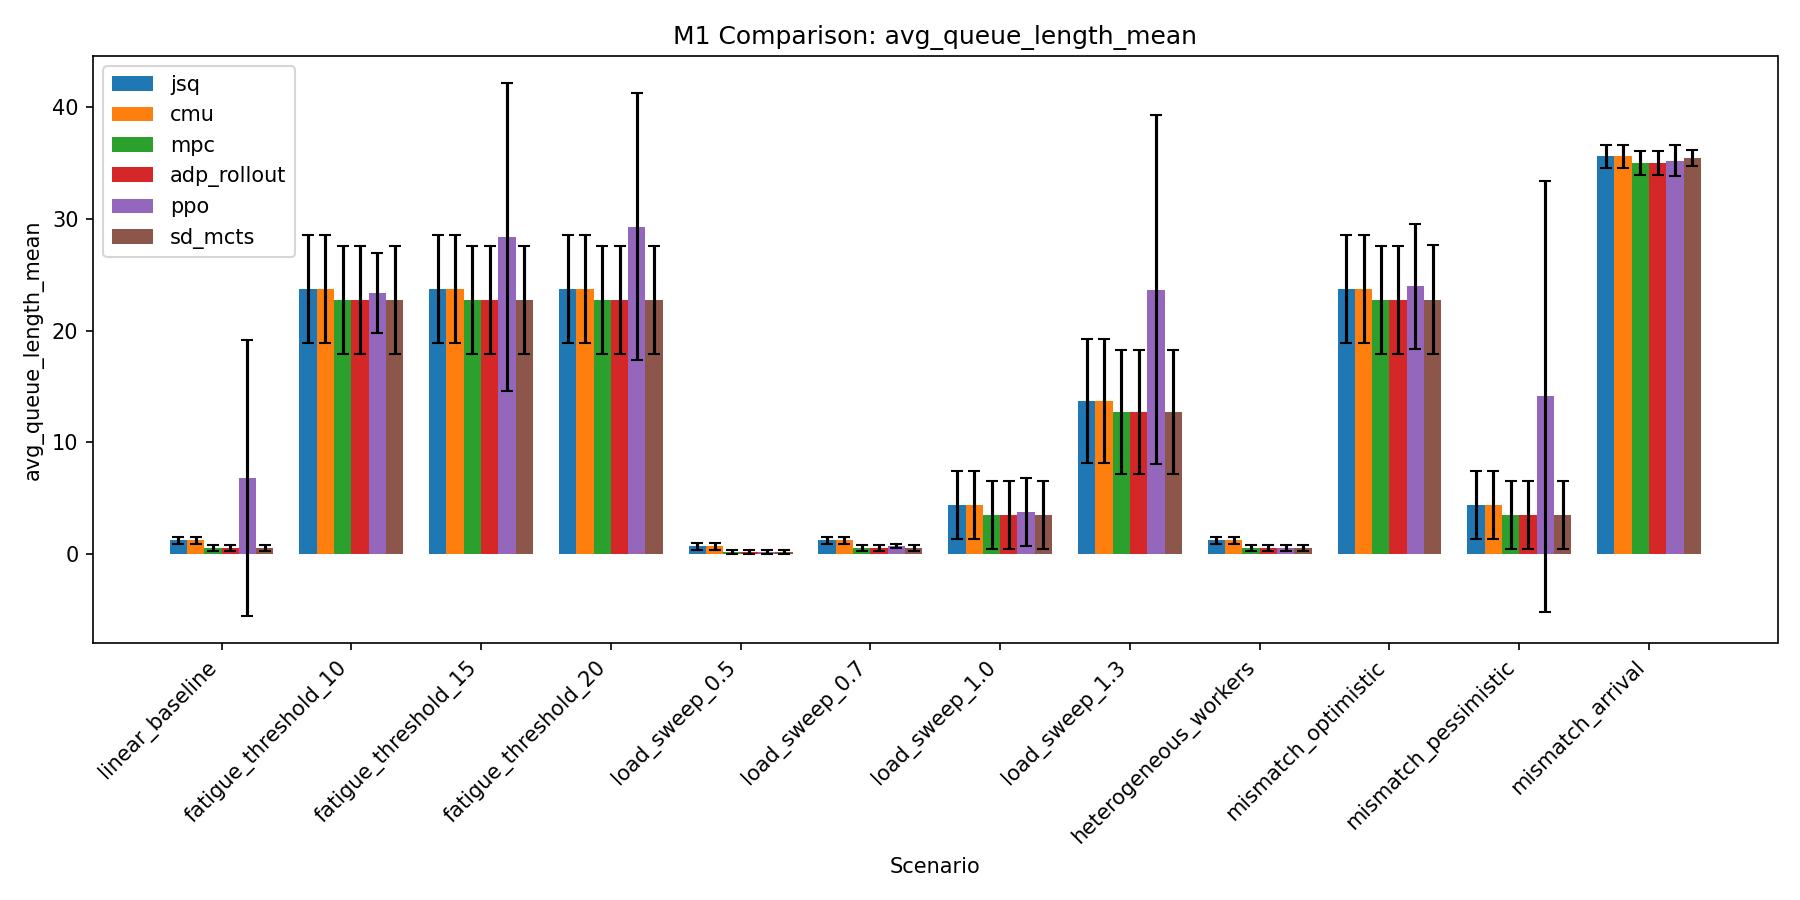 M1 Comparison: avg_queue_length_mean
jsq
cmu
mpc
adp_rollout
ppo
sd_mcts
avg_queue_length_mean
40
30
20
10
0
linear_baseline
fatigue_threshold_10
fatigue_threshold_15
fatigue_threshold_20
load_sweep_0.5
load_sweep_0.7
load_sweep_1.0
load_sweep_1.3
heterogeneous_workers
mismatch_optimistic
mismatch_pessimistic
mismatch_arrival
Scenario